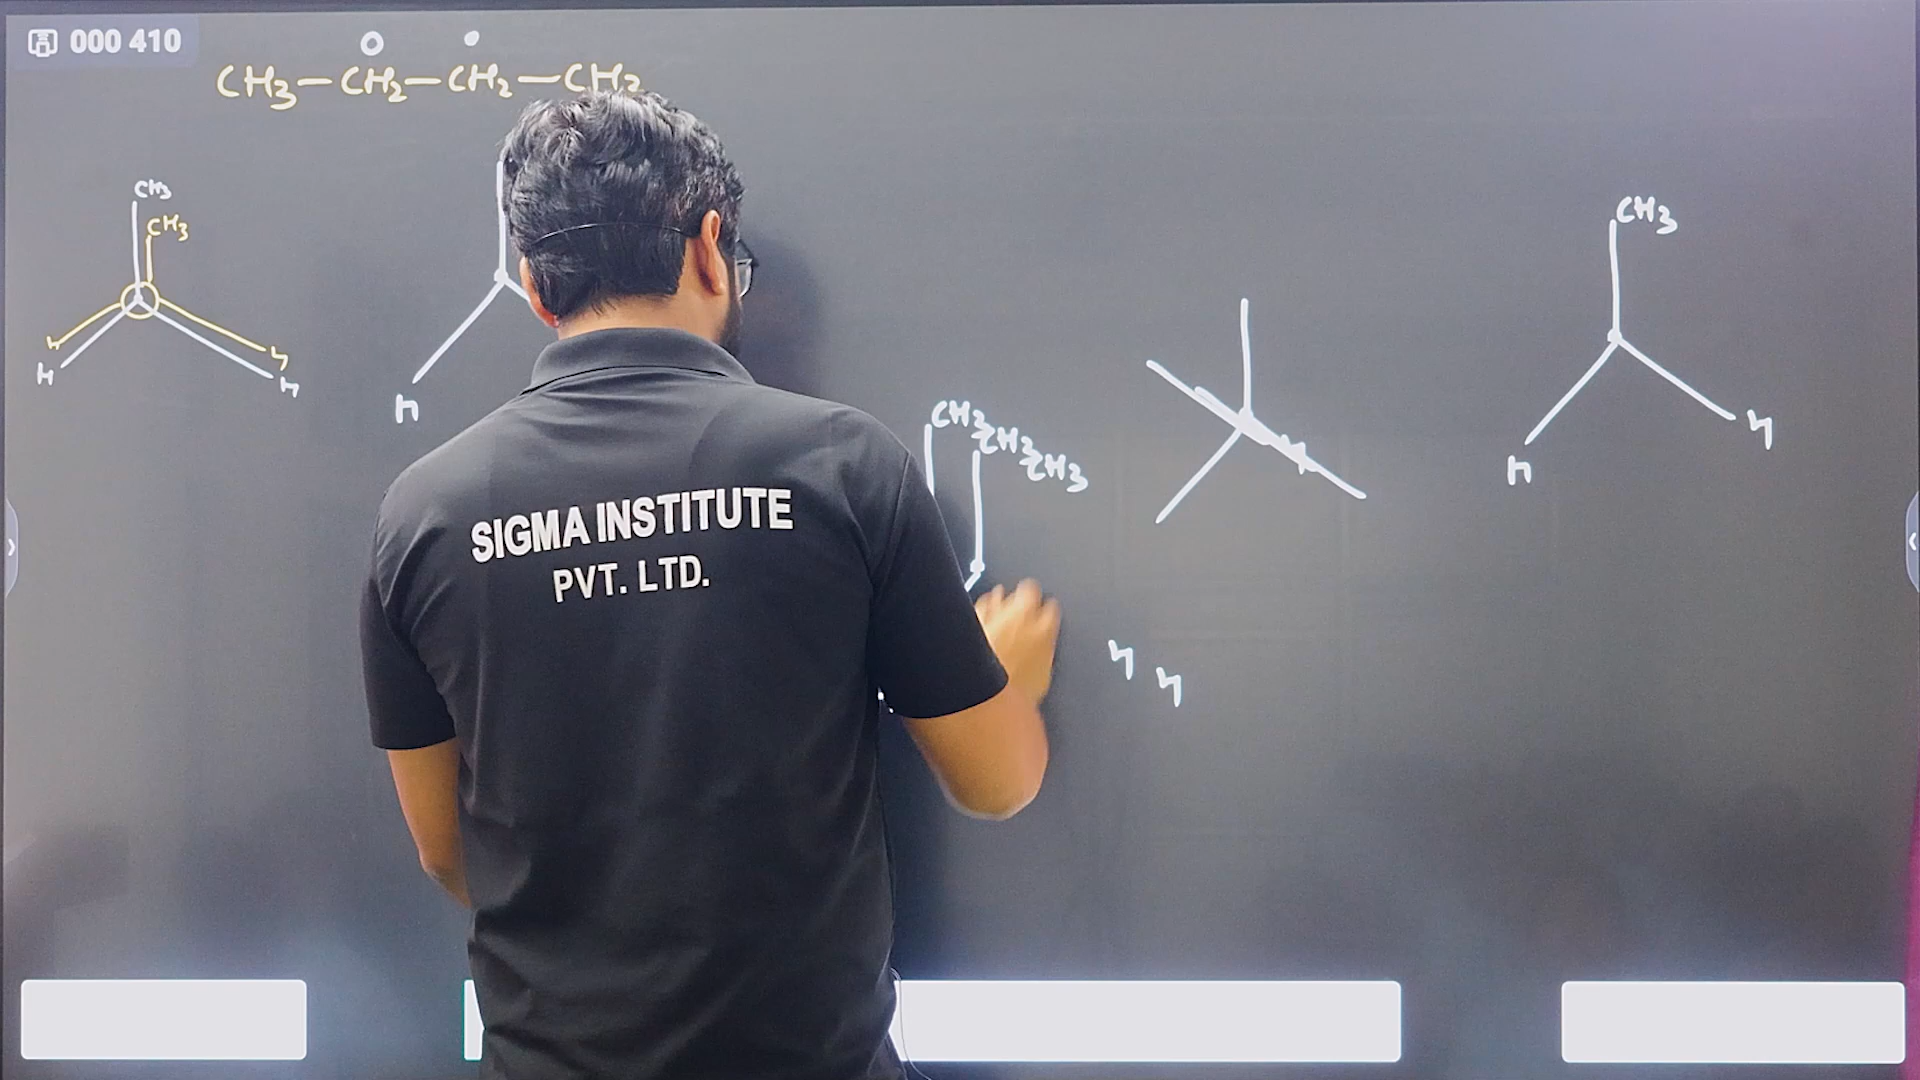 000 410
CH3-CH2-CH2-CH2
CH3
CH3
H
H
H
H
H
CH3
CH3
CH3
H
H
CH3
H
H
SIGMA INSTITUTE
PVT. LTD.